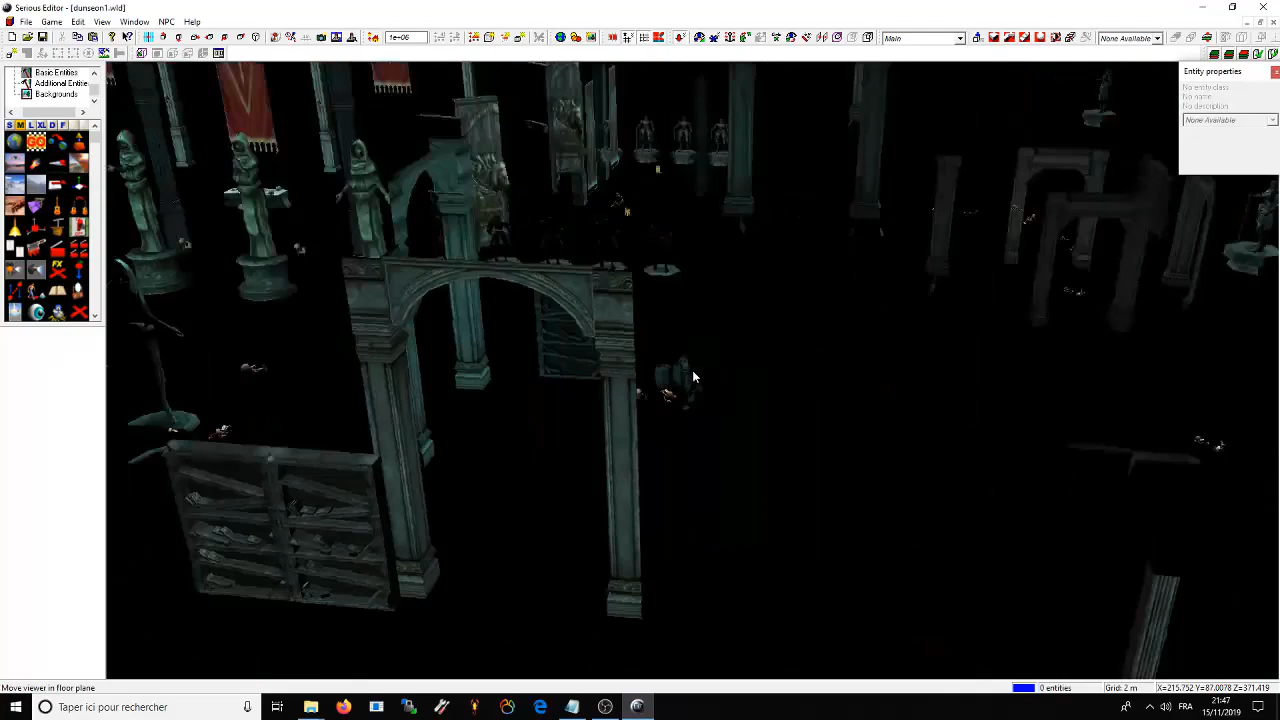 Serious Editor - [dunseon1.wld]
File Game Edit View Window NPC Help
1e+06
Main
None Available
Basic Entities
Additional Entitie
Backgrounds
S M L XL D F
Entity properties
No entity class
No name
No description
None Available
Move viewer in floor plane
0 entities
Grid: 2 m
X=215.752 Y=87.0078 Z=371.419
Taper ici pour rechercher
FRA
21:47
15/11/2019